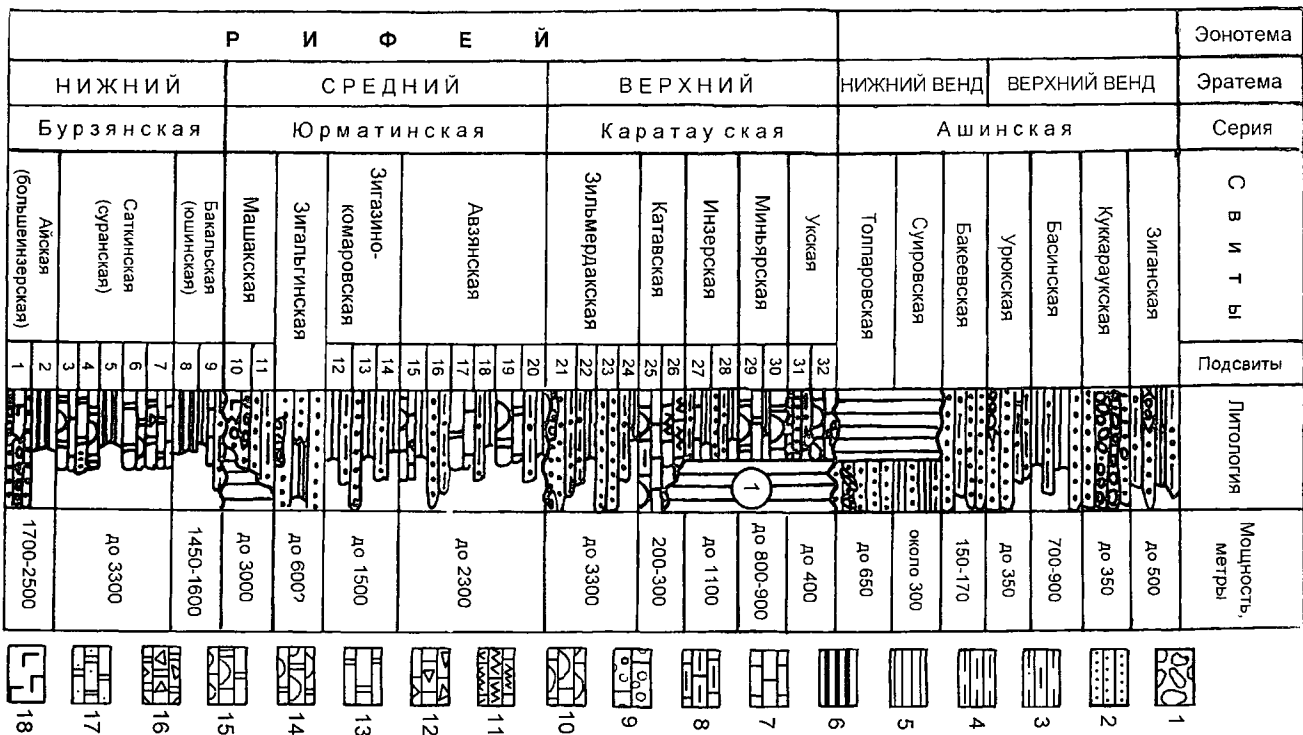 РИФЕЙ
Эонотема
НИЖНИЙ
СРЕДНИЙ
ВЕРХНИЙ
НИЖНИЙ ВЕНД
ВЕРХНИЙ ВЕНД
Эратема
Бурзянская
Юрматинская
Каратауская
Ашинская
Серия
Айская
(большеинзерская)
Саткинская
(суранская)
Бакальская
(юшинская)
Машакская
Зигальгинская
Зигазино-
комаровская
Авзянская
Зильмердакская
Катавская
Инзерская
Миньярская
Укская
Толпаровская
Суировская
Бакеевская
Урюкская
Басинская
Куккараукская
Зиганская
Свиты
1
2
3
4
5
6
7
8
9
10
11
12
13
14
15
16
17
18
19
20
21
22
23
24
25
26
27
28
29
30
31
32
Подсвиты
1
Литология
1700-2500
до 3300
1450-1600
до 3000
до 600?
до 1500
до 2300
до 3300
200-300
до 1100
до 800-900
до 400
до 650
около 300
150-170
до 350
700-900
до 350
до 500
Мощность,
метры
18
17
16
15
14
13
12
11
10
9
8
7
6
5
4
3
2
1